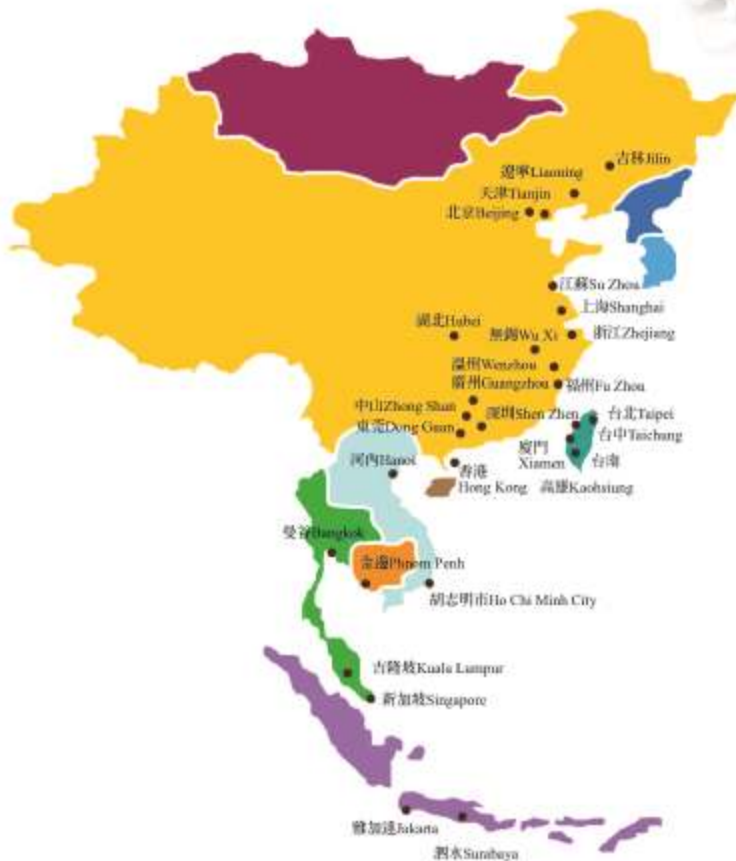 吉林Jilin
遼寧Liaoning
天津Tianjin
北京Beijing
江蘇Su Zhou
上海Shanghai
湖北Hubei
無錫Wu Xi
浙江Zhejiang
溫州Wenzhou
廣州Guangzhou
福州Fu Zhou
中山Zhong Shan
深圳Shen Zhen
台北Taipei
東莞Dong Guan
台中Taichung
廈門
Xiamen
台南
河內Hanoi
香港
Hong Kong
高雄Kaohsiung
曼谷Bangkok
金邊Phnom Penh
胡志明市Ho Chi Minh City
吉隆坡Kuala Lumpur
新加坡Singapore
雅加達Jakarta
泗水Surabaya